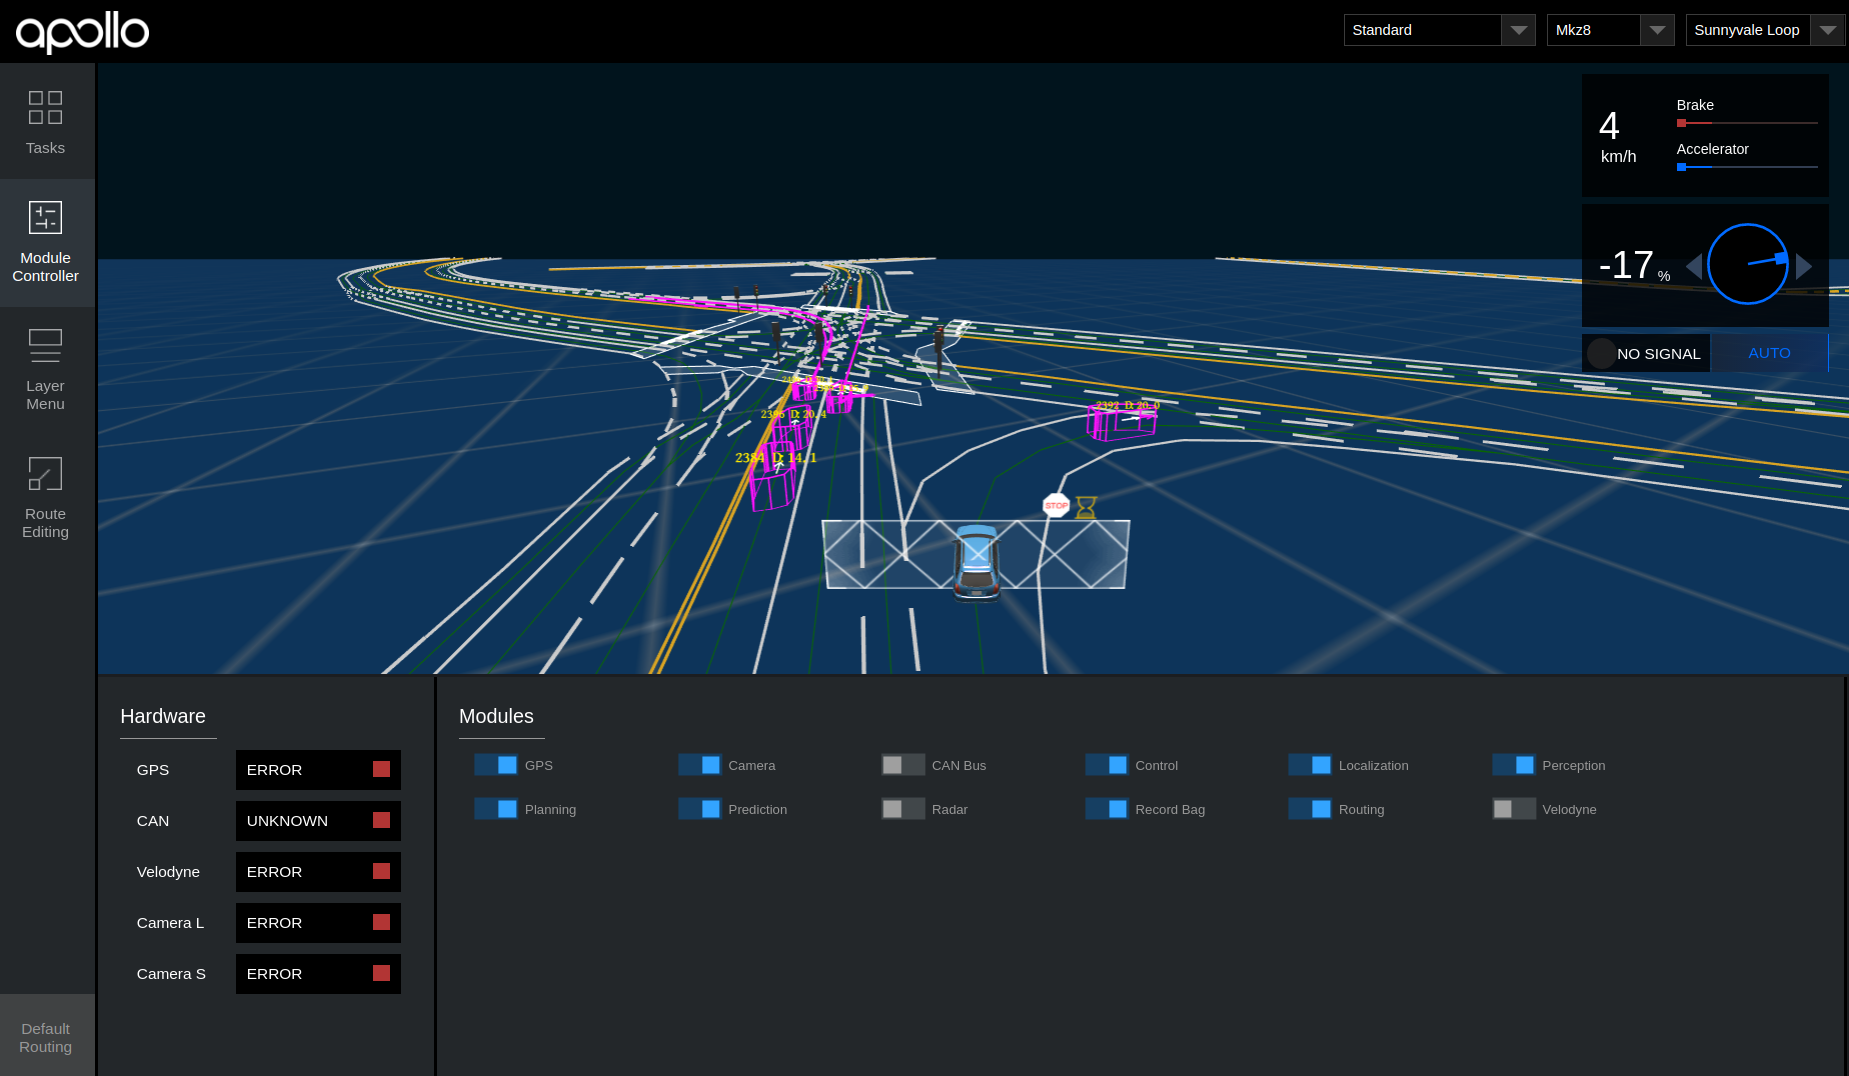 apollo
Standard
Mkz8
Sunnyvale Loop
Tasks
Module
Controller
Layer
Menu
Route
Editing
Default
Routing
4
km/h
Brake
Accelerator
-17 %
NO SIGNAL
AUTO
2396 D: 20.4
2392 D: 20.0
2384 D: 14.1
STOP
Hardware
GPS ERROR
CAN UNKNOWN
Velodyne ERROR
Camera L ERROR
Camera S ERROR
Modules
GPS Camera CAN Bus Control Localization Perception
Planning Prediction Radar Record Bag Routing Velodyne